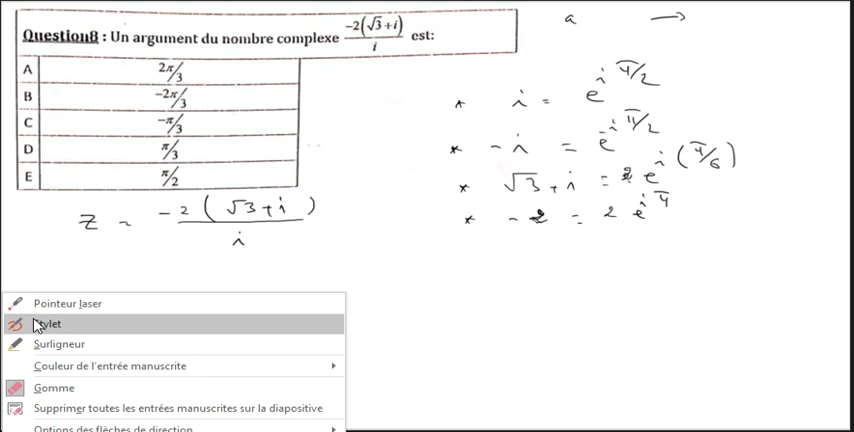 Question8 : Un argument du nombre complexe −2(√3+i)/i est:
A 2π/3
B −2π/3
C −π/3
D π/3
E π/2
a →
* i = e^{iπ/2}
* −i = e^{−iπ/2}
* √3+i = 2 e^{i(π/6)}
* −2 = 2 e^{iπ}
Z = −2(√3+i)/i
Pointeur laser
Stylet
Surligneur
Couleur de l'entrée manuscrite
Gomme
Supprimer toutes les entrées manuscrites sur la diapositive
Options des flèches de direction